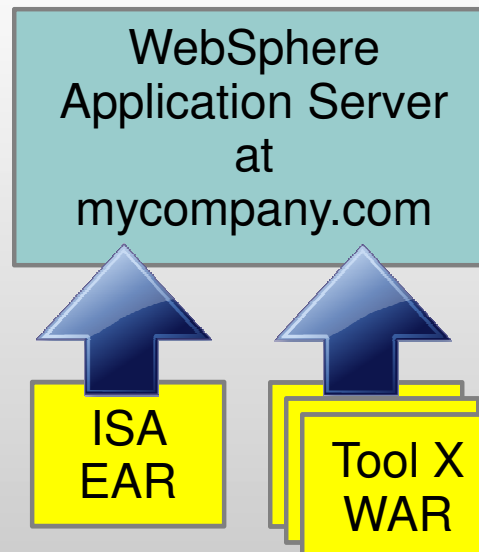 WebSphere
Application Server
at
mycompany.com
ISA
EAR
Tool X
WAR